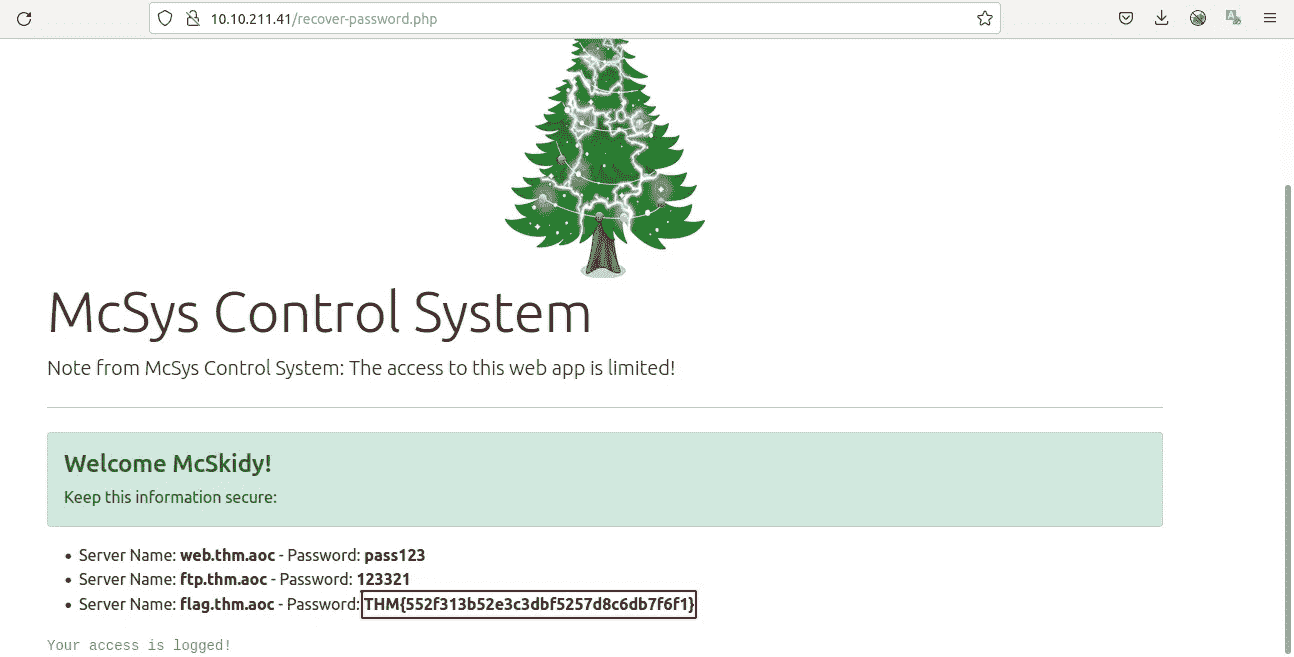 10.10.211.41/recover-password.php
McSys Control System
Note from McSys Control System: The access to this web app is limited!
Welcome McSkidy!
Keep this information secure:
• Server Name: web.thm.aoc - Password: pass123
• Server Name: ftp.thm.aoc - Password: 123321
• Server Name: flag.thm.aoc - Password: THM{552f313b52e3c3dbf5257d8c6db7f6f1}
Your access is logged!